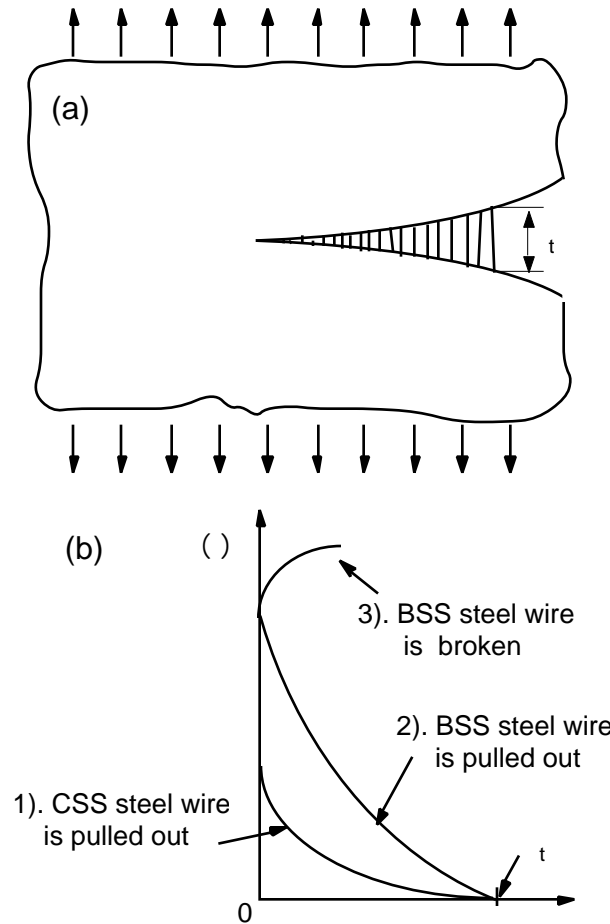 (a)
t
(b)
( )
3). BSS steel wire
is broken
2). BSS steel wire
is pulled out
1). CSS steel wire
is pulled out
t
0